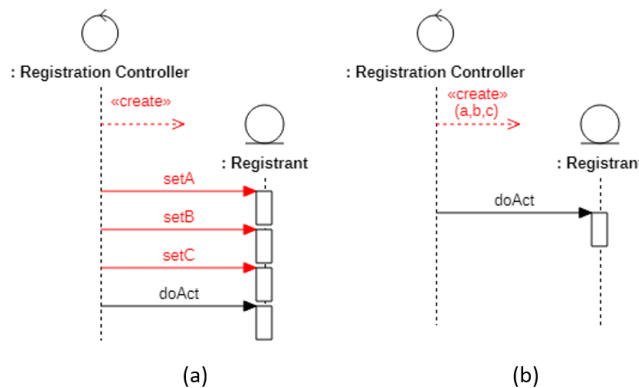 : Registration Controller
«create»
: Registrant
setA
setB
setC
doAct
(a)
: Registration Controller
«create»
(a,b,c)
: Registrant
doAct
(b)